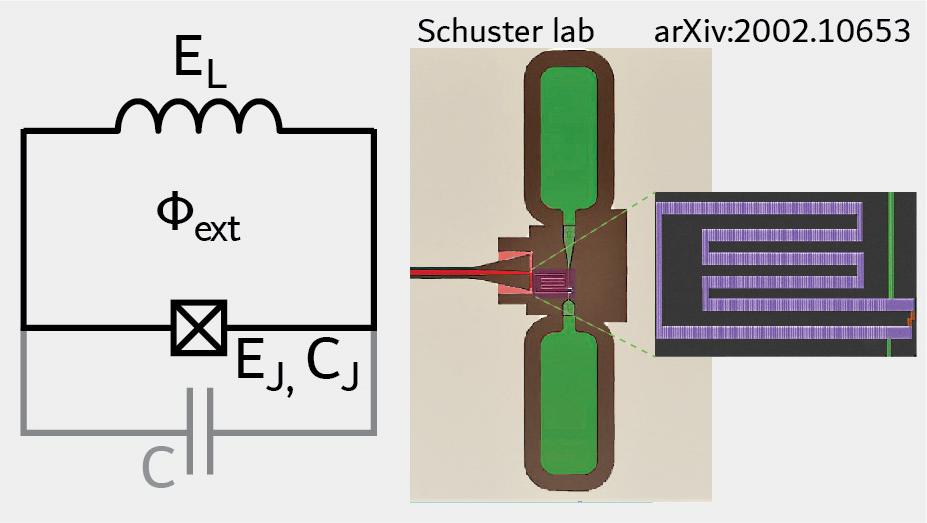 Schuster lab arXiv:2002.10653
E_L
Φ_ext
E_J, C_J
C